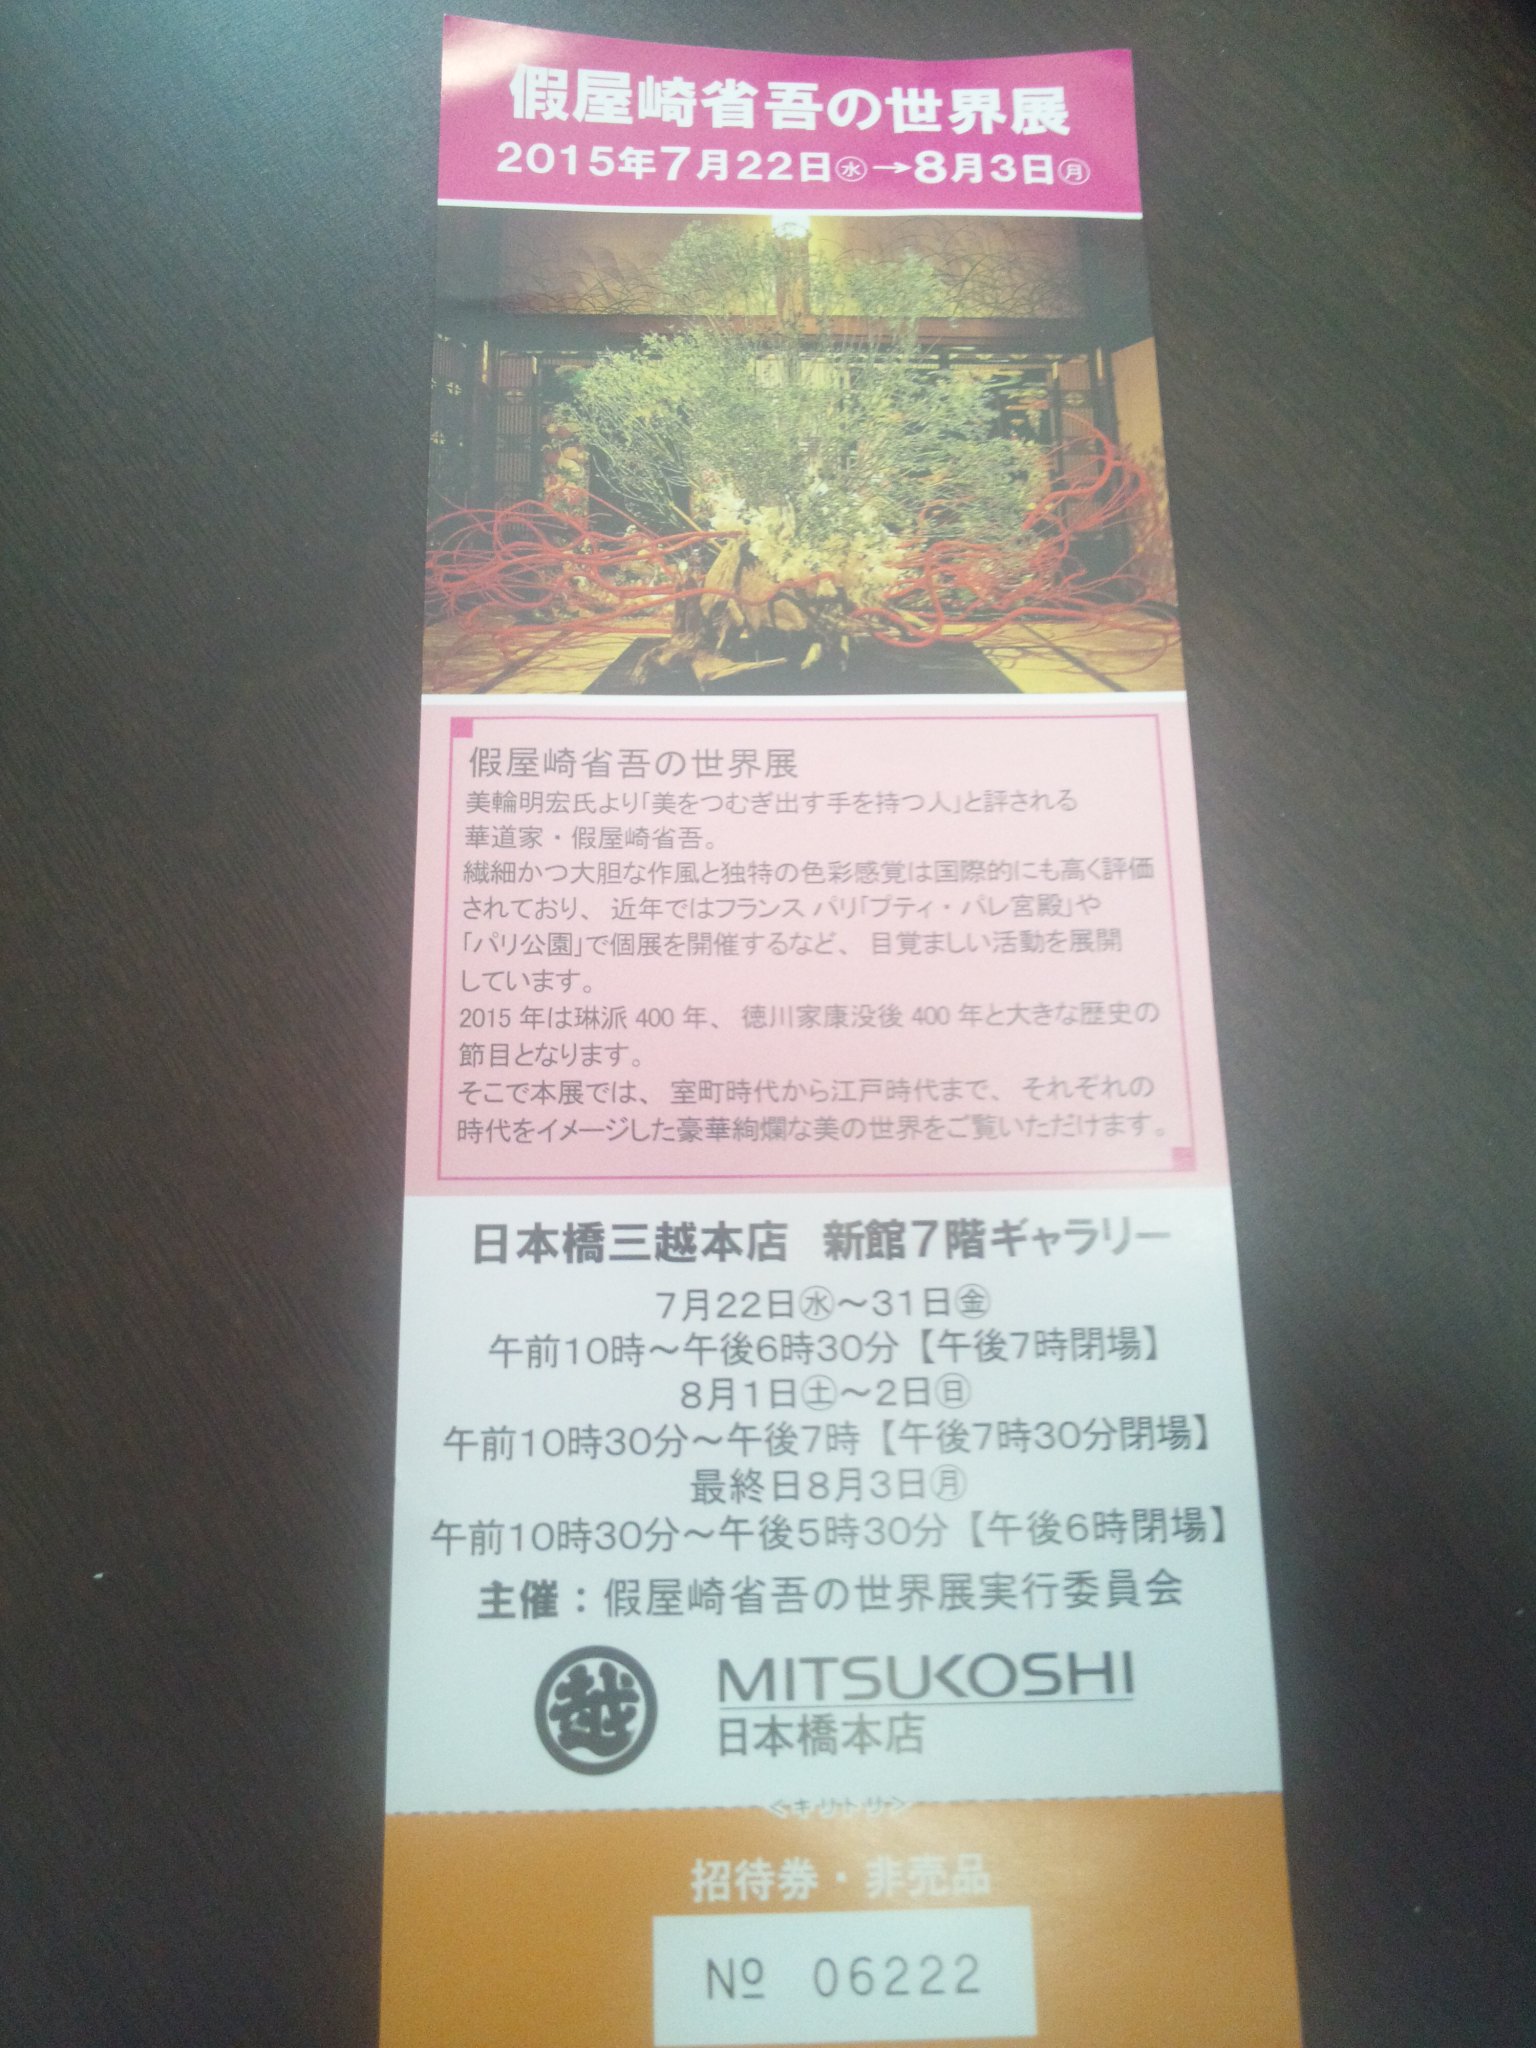 假屋崎省吾の世界展
2015年7月22日㊌→8月3日㊊
假屋崎省吾の世界展
美輪明宏氏より「美をつむぎ出す手を持つ人」と評される
華道家・假屋崎省吾。
繊細かつ大胆な作風と独特の色彩感覚は国際的にも高く評価
されており、近年ではフランス パリ「プティ・パレ宮殿」や
「パリ公園」で個展を開催するなど、目覚ましい活動を展開
しています。
2015 年は琳派 400 年、徳川家康没後 400 年と大きな歴史の
節目となります。
そこで本展では、室町時代から江戸時代まで、それぞれの
時代をイメージした豪華絢爛な美の世界をご覧いただけます。
日本橋三越本店 新館7階ギャラリー
7月22日㊌〜31日㊎
午前10時〜午後6時30分【午後7時閉場】
8月1日㊏〜2日㊐
午前10時30分〜午後7時【午後7時30分閉場】
最終日8月3日㊊
午前10時30分〜午後5時30分【午後6時閉場】
主催：假屋崎省吾の世界展実行委員会
越 MITSUKOSHI
日本橋本店
<キリトリ>
招待券・非売品
№ 06222